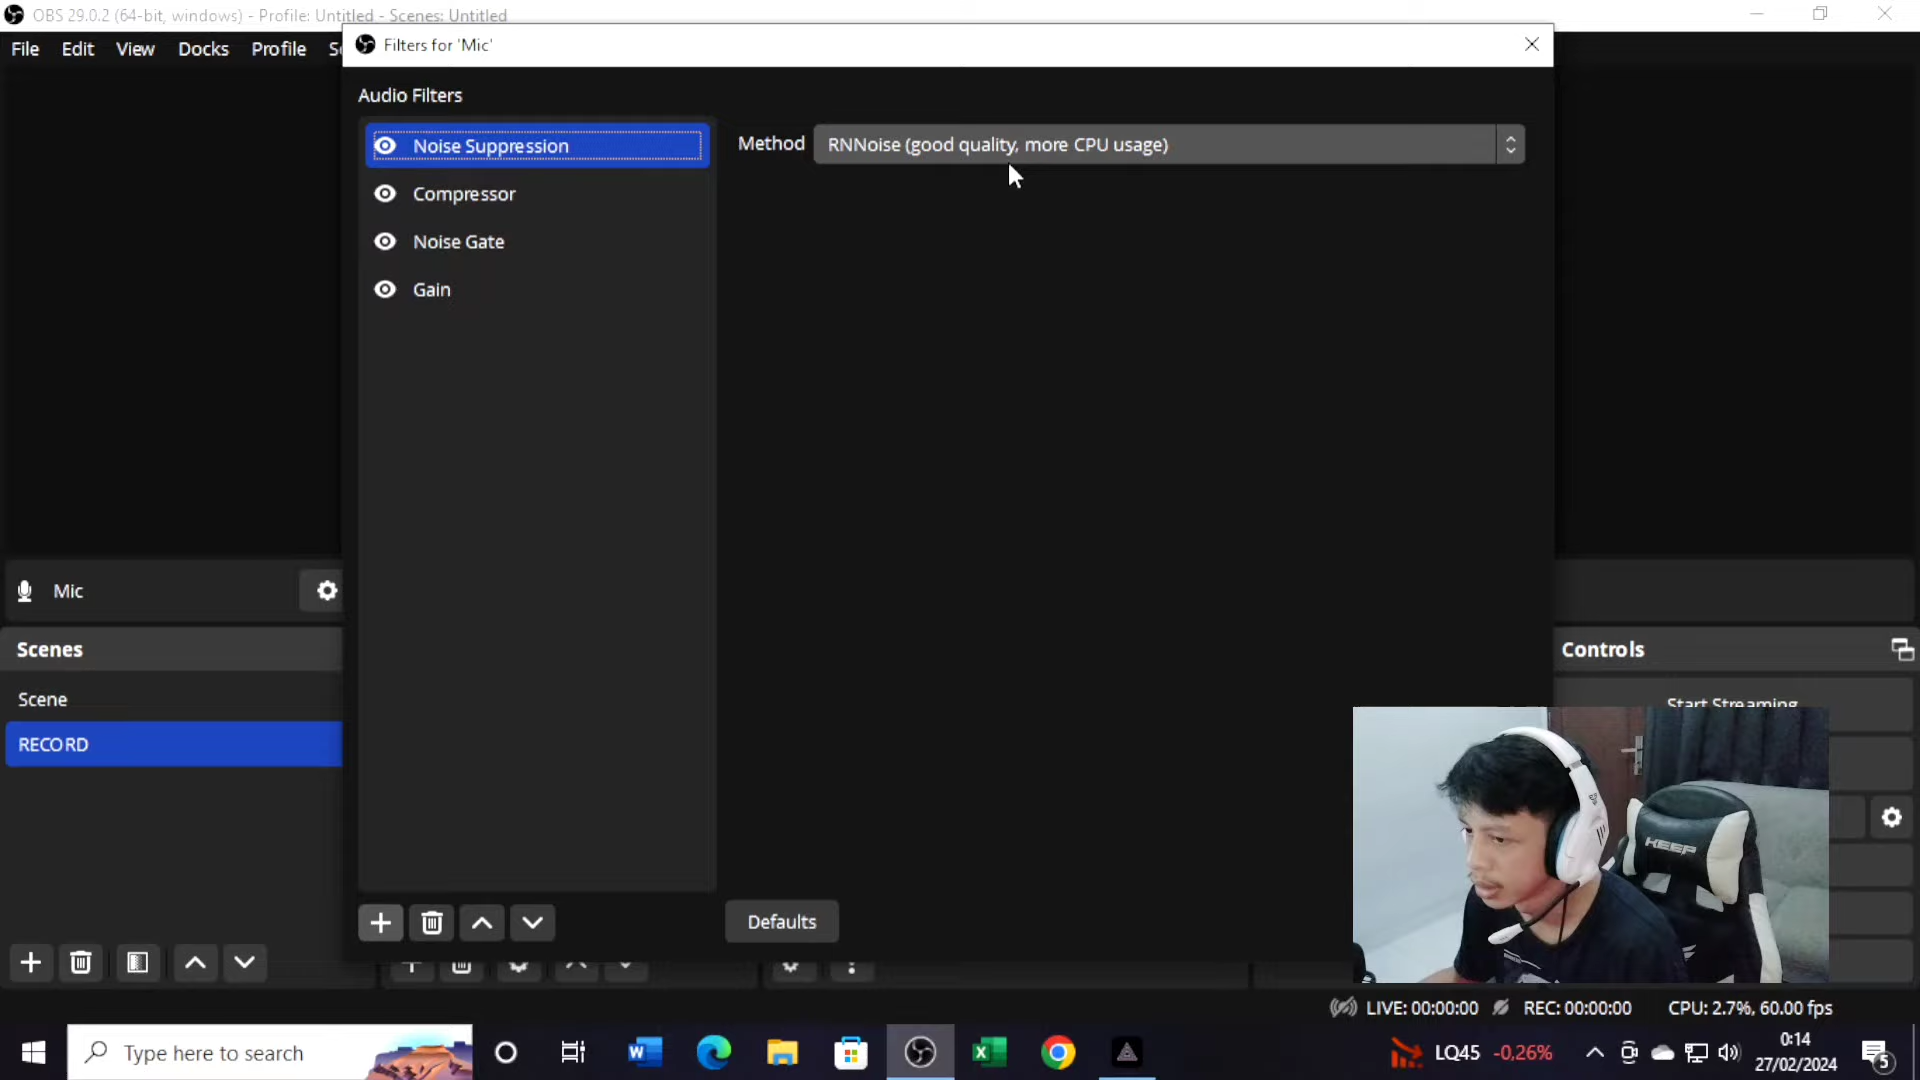 OBS 29.0.2 (64-bit, windows) - Profile: Untitled - Scenes: Untitled
File Edit View Docks Profile
Filters for 'Mic'
Audio Filters
Noise Suppression
Compressor
Noise Gate
Gain
Method RNNoise (good quality, more CPU usage)
Defaults
Mic
Scenes
Scene
RECORD
Controls
Start Streaming
KEEP
LIVE: 00:00:00 REC: 00:00:00 CPU: 2.7%, 60.00 fps
Type here to search
LQ45 -0,26%
0:14
27/02/2024
5